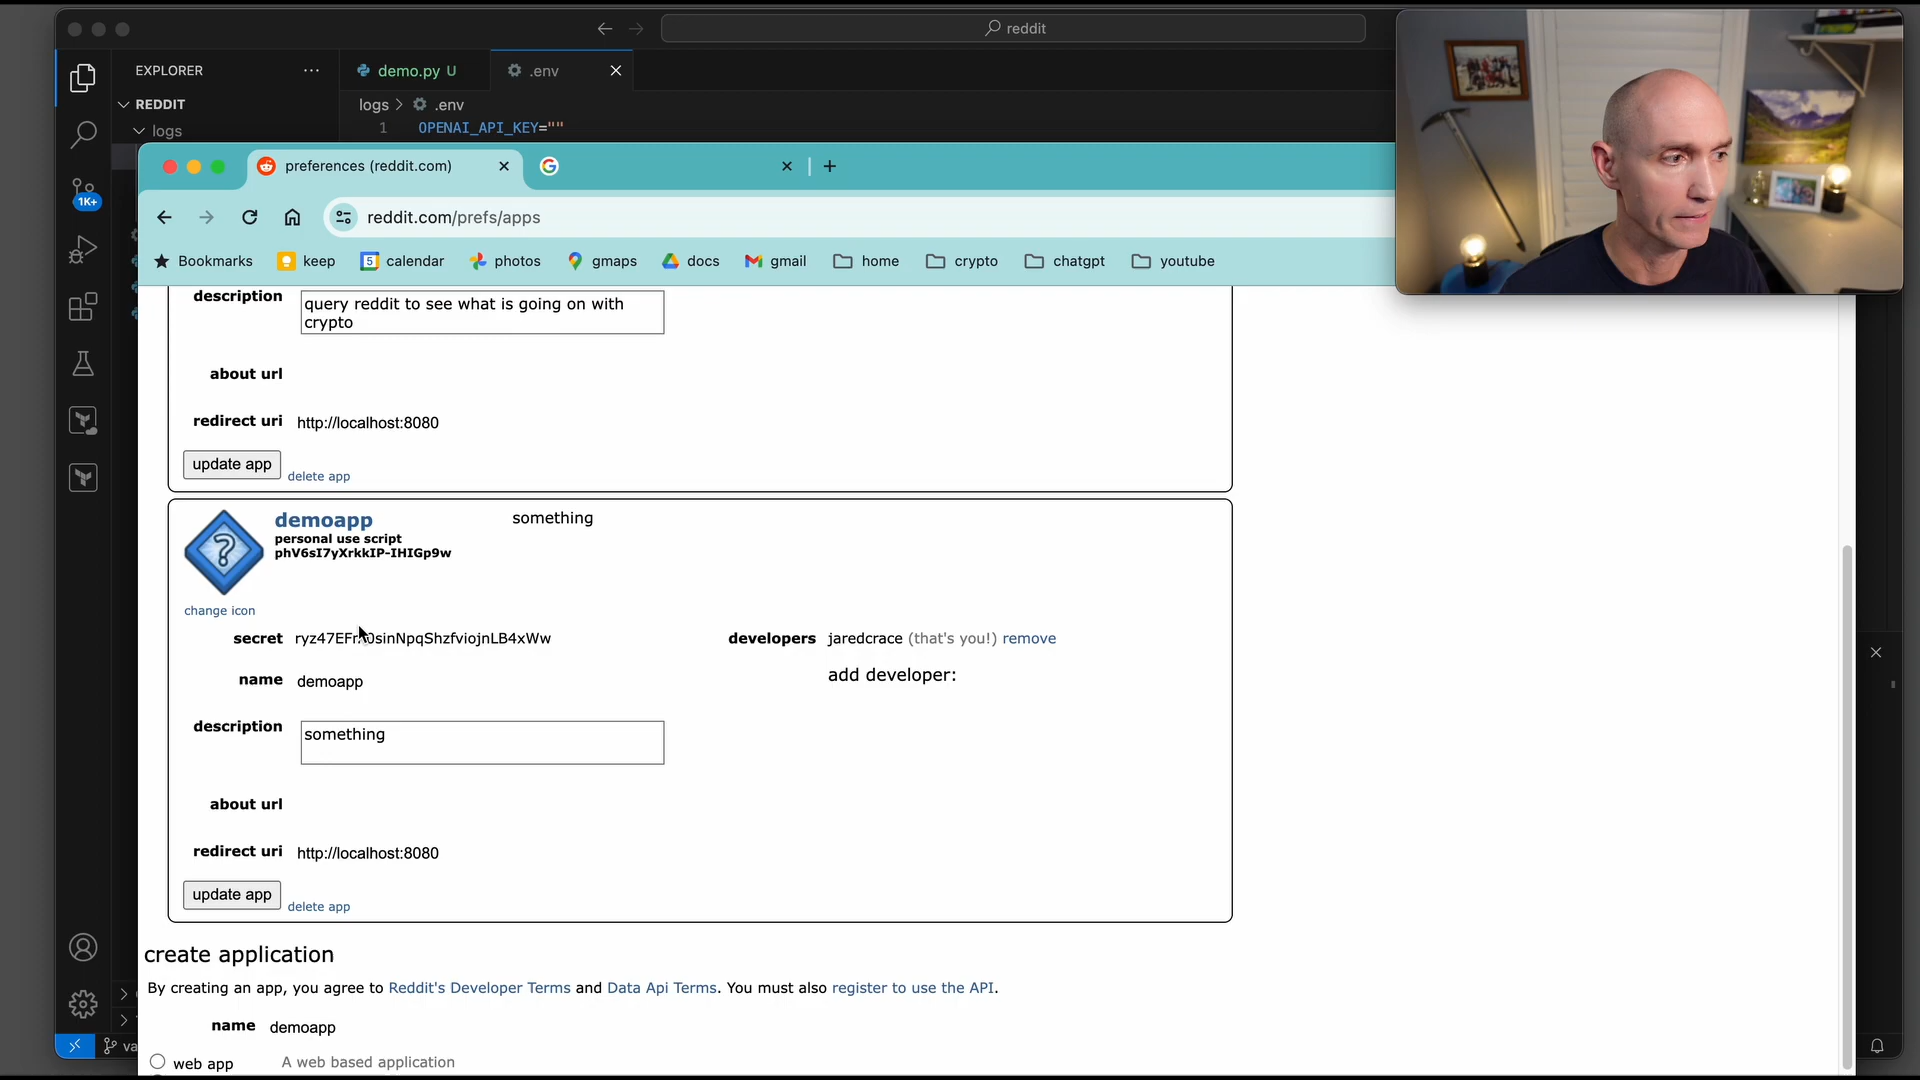 reddit
EXPLORER
demo.py U
.env
REDDIT
logs > .env
logs
1 OPENAI_API_KEY=""
1K+
preferences (reddit.com)
reddit.com/prefs/apps
Bookmarks
keep
5 calendar
photos
gmaps
docs
gmail
home
crypto
chatgpt
youtube
description
query reddit to see what is going on with
crypto
about url
redirect uri http://localhost:8080
update app delete app
demoapp something
personal use script
phV6sI7yXrkkIP-IHIGp9w
change icon
secret
developers jaredcrace (that's you!) remove
name demoapp
add developer:
description something
about url
redirect uri http://localhost:8080
update app delete app
create application
By creating an app, you agree to Reddit's Developer Terms and Data Api Terms. You must also register to use the API.
name demoapp
web app A web based application